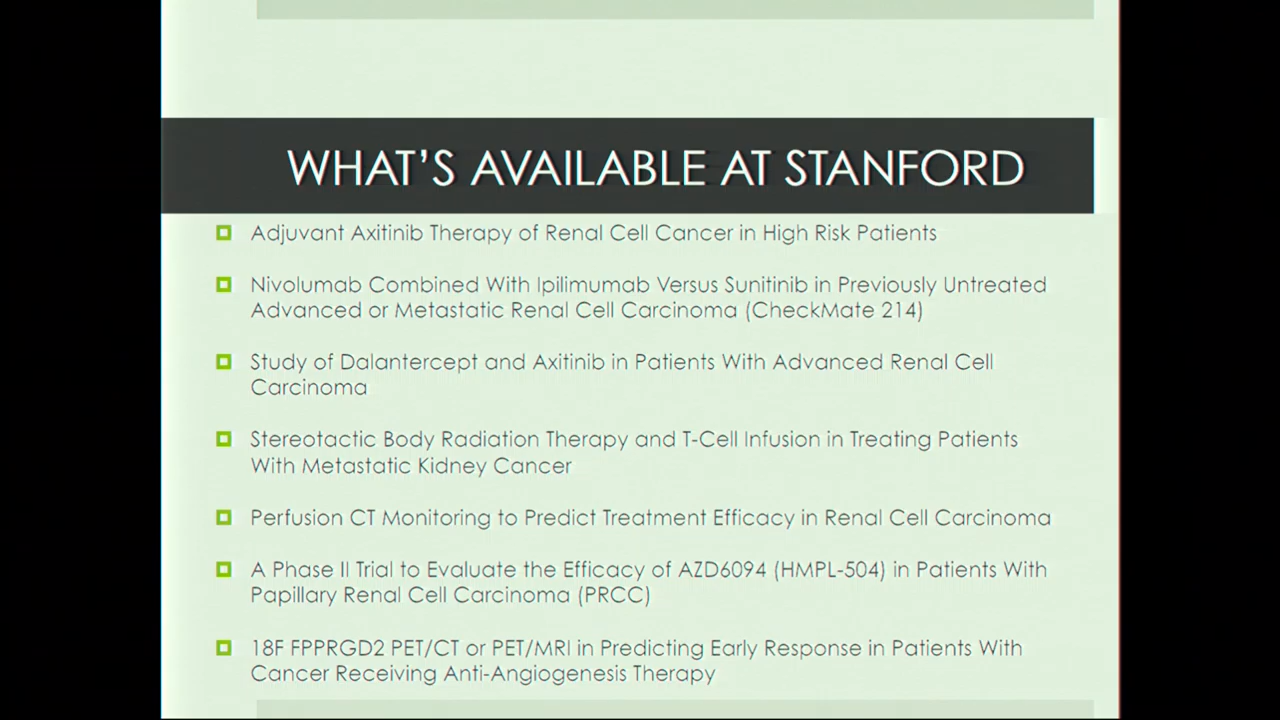 WHAT'S AVAILABLE AT STANFORD
Adjuvant Axitinib Therapy of Renal Cell Cancer in High Risk Patients
Nivolumab Combined With Ipilimumab Versus Sunitinib in Previously Untreated
Advanced or Metastatic Renal Cell Carcinoma (CheckMate 214)
Study of Dalantercept and Axitinib in Patients With Advanced Renal Cell
Carcinoma
Stereotactic Body Radiation Therapy and T-Cell Infusion in Treating Patients
With Metastatic Kidney Cancer
Perfusion CT Monitoring to Predict Treatment Efficacy in Renal Cell Carcinoma
A Phase II Trial to Evaluate the Efficacy of AZD6094 (HMPL-504) in Patients With
Papillary Renal Cell Carcinoma (PRCC)
18F FPPRGD2 PET/CT or PET/MRI in Predicting Early Response in Patients With
Cancer Receiving Anti-Angiogenesis Therapy